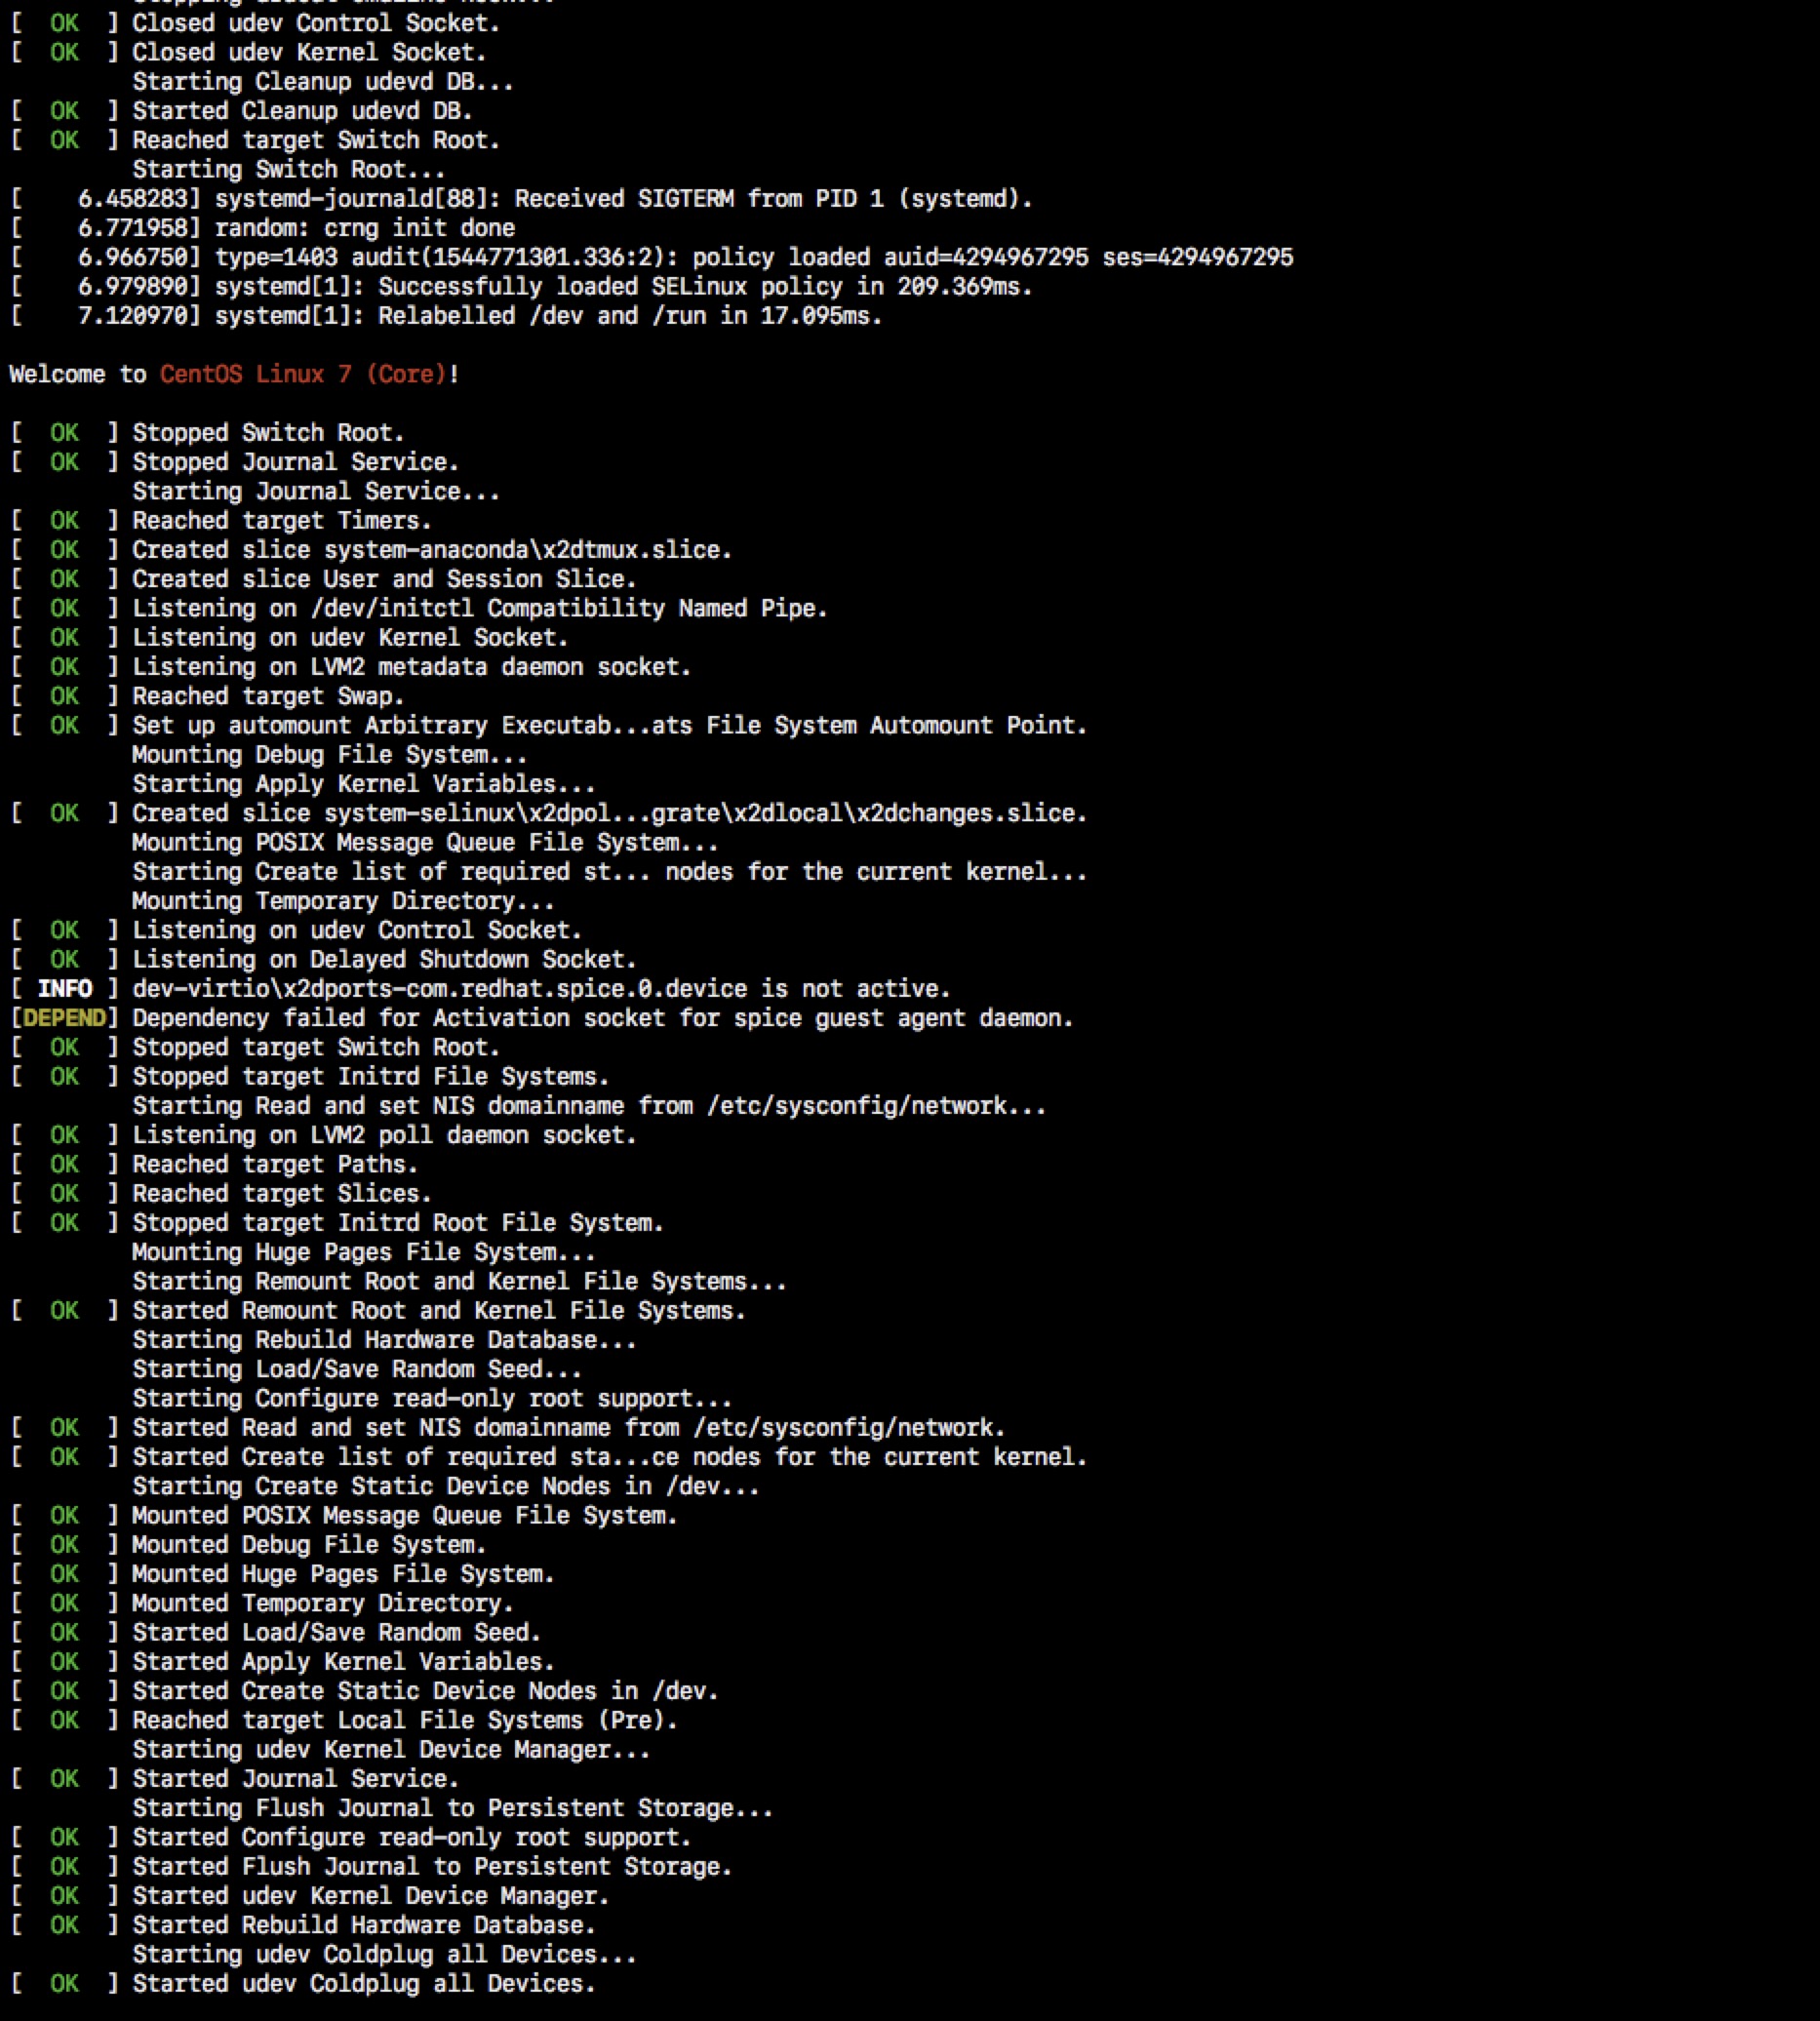 [  OK  ] Closed udev Control Socket.
[  OK  ] Closed udev Kernel Socket.
         Starting Cleanup udevd DB...
[  OK  ] Started Cleanup udevd DB.
[  OK  ] Reached target Switch Root.
         Starting Switch Root...
[    6.458283] systemd-journald[88]: Received SIGTERM from PID 1 (systemd).
[    6.771958] random: crng init done
[    6.966750] type=1403 audit(1544771301.336:2): policy loaded auid=4294967295 ses=4294967295
[    6.979890] systemd[1]: Successfully loaded SELinux policy in 209.369ms.
[    7.120970] systemd[1]: Relabelled /dev and /run in 17.095ms.
Welcome to CentOS Linux 7 (Core)!
[  OK  ] Stopped Switch Root.
[  OK  ] Stopped Journal Service.
         Starting Journal Service...
[  OK  ] Reached target Timers.
[  OK  ] Created slice system-anaconda\x2dtmux.slice.
[  OK  ] Created slice User and Session Slice.
[  OK  ] Listening on /dev/initctl Compatibility Named Pipe.
[  OK  ] Listening on udev Kernel Socket.
[  OK  ] Listening on LVM2 metadata daemon socket.
[  OK  ] Reached target Swap.
[  OK  ] Set up automount Arbitrary Executab...ats File System Automount Point.
         Mounting Debug File System...
         Starting Apply Kernel Variables...
[  OK  ] Created slice system-selinux\x2dpol...grate\x2dlocal\x2dchanges.slice.
         Mounting POSIX Message Queue File System...
         Starting Create list of required st... nodes for the current kernel...
         Mounting Temporary Directory...
[  OK  ] Listening on udev Control Socket.
[  OK  ] Listening on Delayed Shutdown Socket.
[ INFO ] dev-virtio\x2dports-com.redhat.spice.0.device is not active.
[DEPEND] Dependency failed for Activation socket for spice guest agent daemon.
[  OK  ] Stopped target Switch Root.
[  OK  ] Stopped target Initrd File Systems.
         Starting Read and set NIS domainname from /etc/sysconfig/network...
[  OK  ] Listening on LVM2 poll daemon socket.
[  OK  ] Reached target Paths.
[  OK  ] Reached target Slices.
[  OK  ] Stopped target Initrd Root File System.
         Mounting Huge Pages File System...
         Starting Remount Root and Kernel File Systems...
[  OK  ] Started Remount Root and Kernel File Systems.
         Starting Rebuild Hardware Database...
         Starting Load/Save Random Seed...
         Starting Configure read-only root support...
[  OK  ] Started Read and set NIS domainname from /etc/sysconfig/network.
[  OK  ] Started Create list of required sta...ce nodes for the current kernel.
         Starting Create Static Device Nodes in /dev...
[  OK  ] Mounted POSIX Message Queue File System.
[  OK  ] Mounted Debug File System.
[  OK  ] Mounted Huge Pages File System.
[  OK  ] Mounted Temporary Directory.
[  OK  ] Started Load/Save Random Seed.
[  OK  ] Started Apply Kernel Variables.
[  OK  ] Started Create Static Device Nodes in /dev.
[  OK  ] Reached target Local File Systems (Pre).
         Starting udev Kernel Device Manager...
[  OK  ] Started Journal Service.
         Starting Flush Journal to Persistent Storage...
[  OK  ] Started Configure read-only root support.
[  OK  ] Started Flush Journal to Persistent Storage.
[  OK  ] Started udev Kernel Device Manager.
[  OK  ] Started Rebuild Hardware Database.
         Starting udev Coldplug all Devices...
[  OK  ] Started udev Coldplug all Devices.